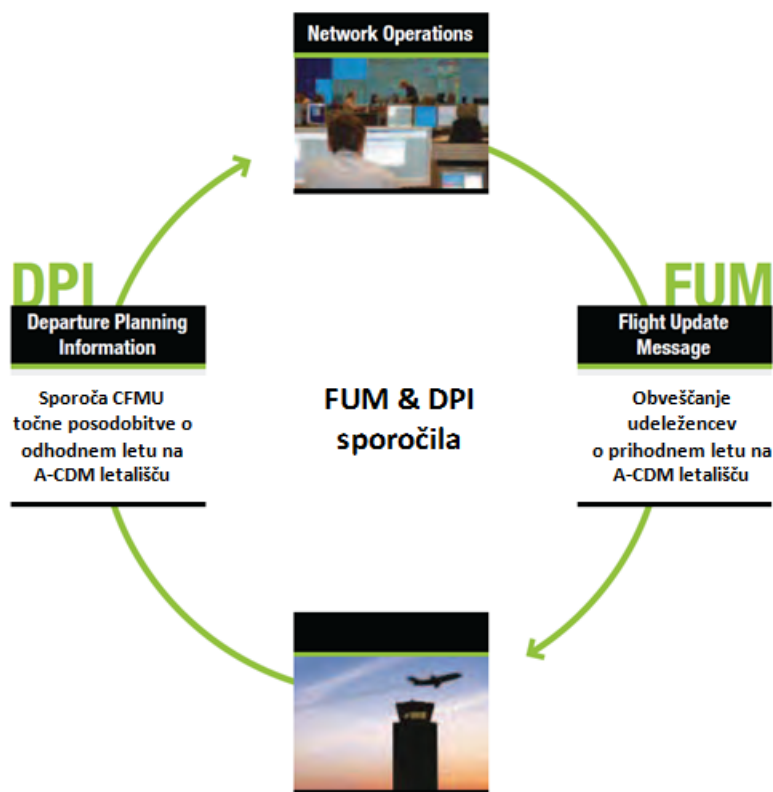 Network Operations
DPI
Departure Planning
Information
Sporoča CFMU
točne posodobitve o
odhodnem letu na
A-CDM letališču
FUM & DPI
sporočila
FUM
Flight Update
Message
Obveščanje
udeležencev
o prihodnem letu na
A-CDM letališču